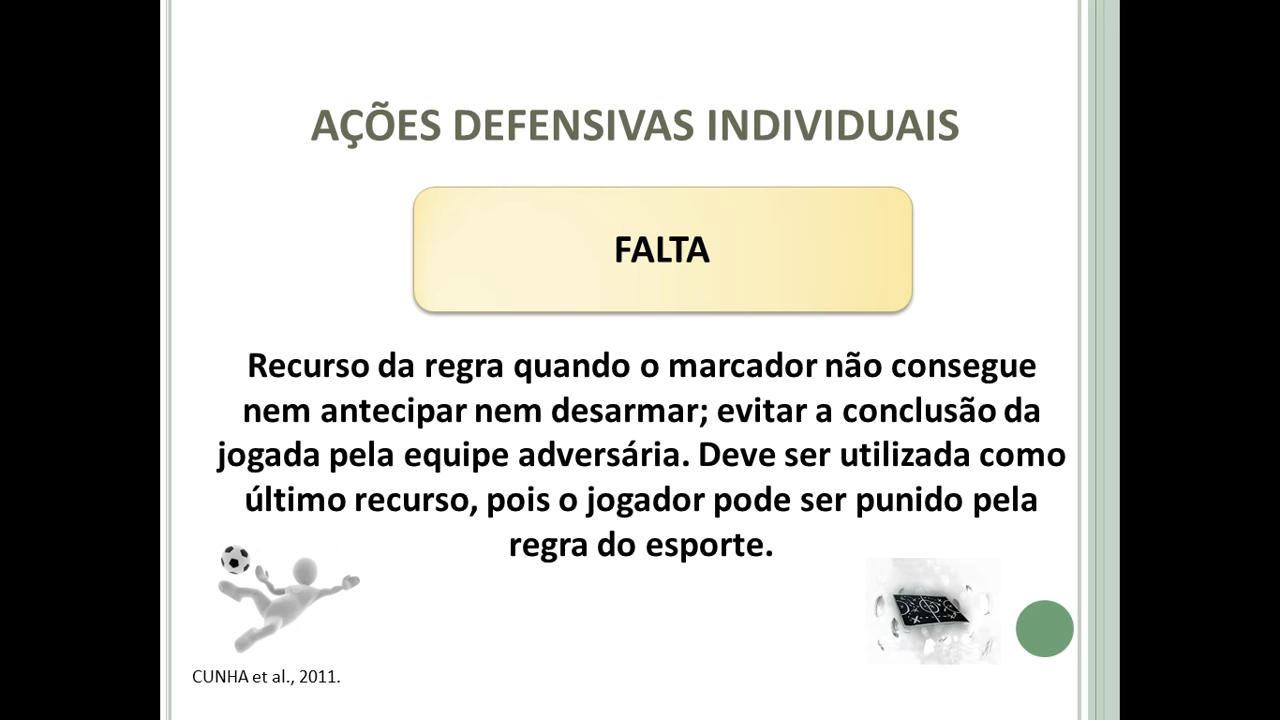 AÇÕES DEFENSIVAS INDIVIDUAIS
FALTA
Recurso da regra quando o marcador não consegue
nem antecipar nem desarmar; evitar a conclusão da
jogada pela equipe adversária. Deve ser utilizada como
último recurso, pois o jogador pode ser punido pela
regra do esporte.
CUNHA et al., 2011.